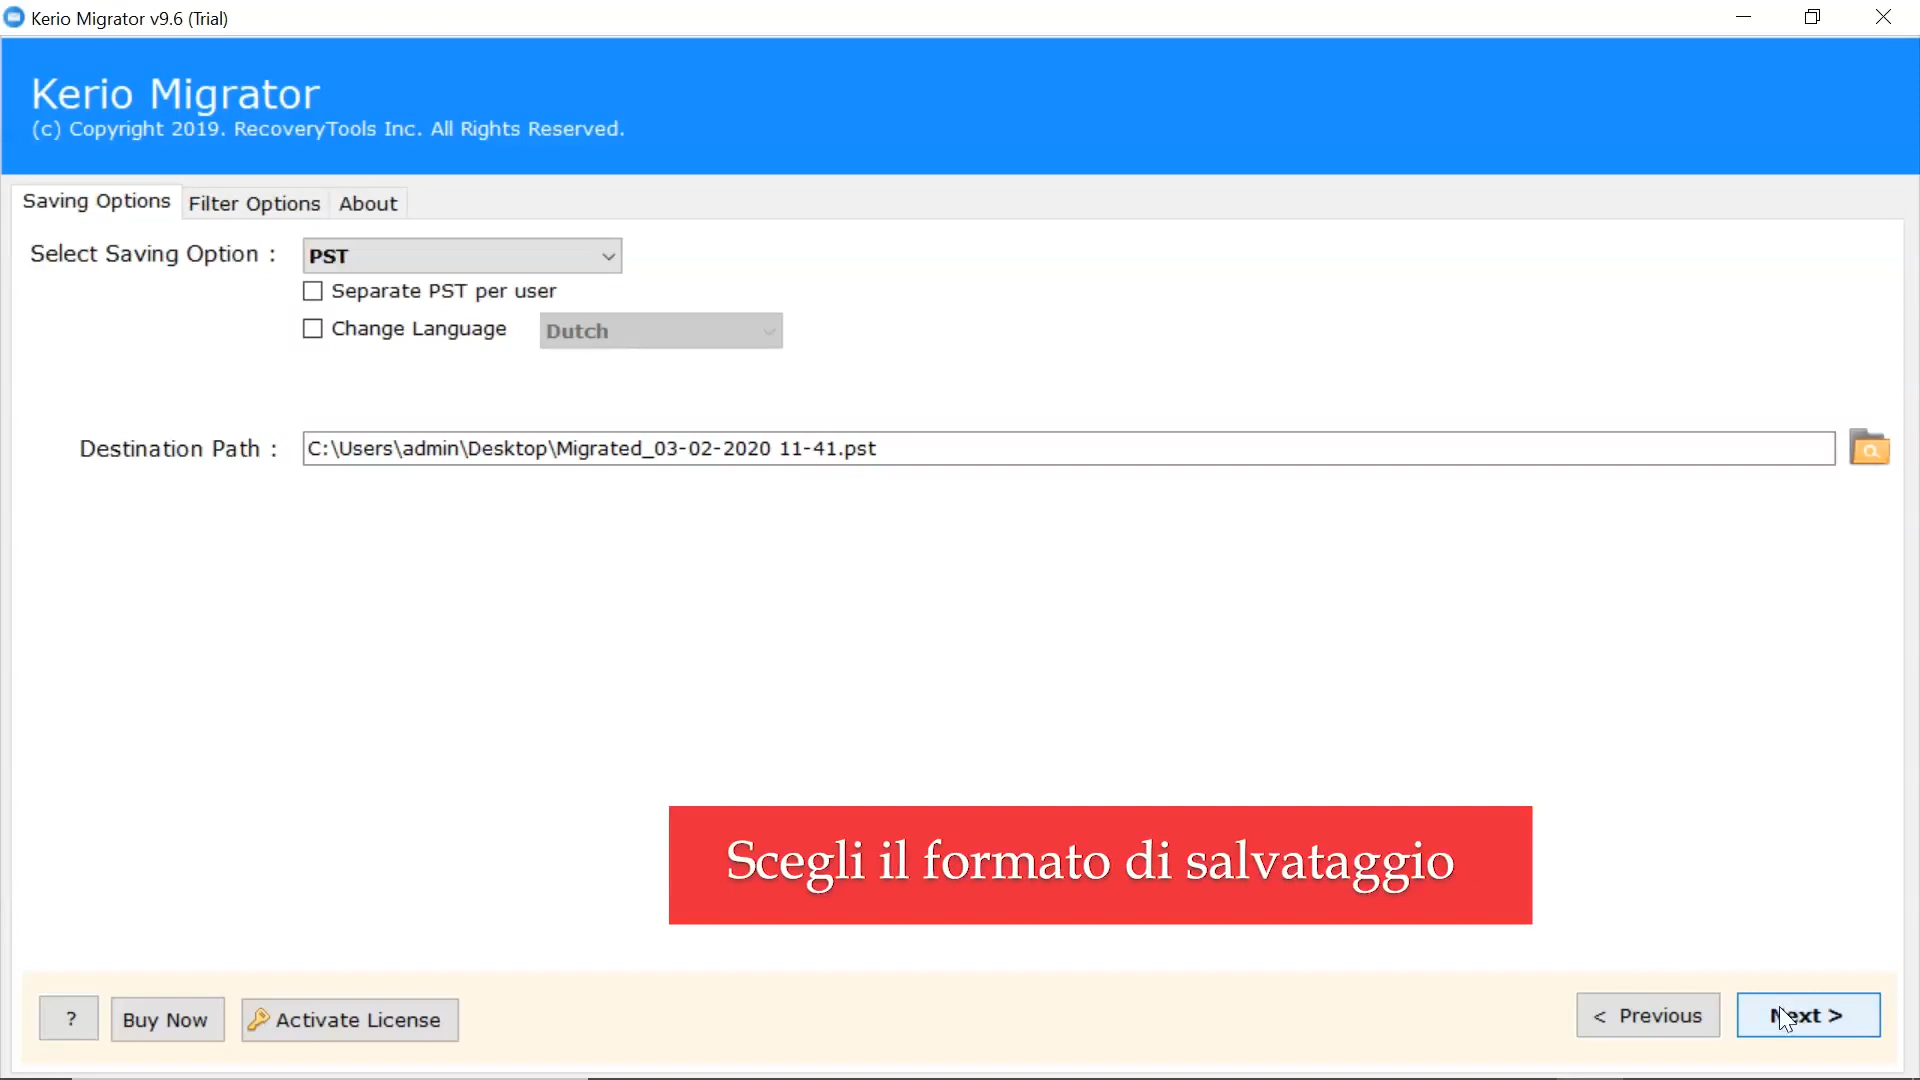 Kerio Migrator v9.6 (Trial)
Kerio Migrator
(c) Copyright 2019. RecoveryTools Inc. All Rights Reserved.
Saving Options Filter Options About
Select Saving Option : PST
Separate PST per user
Change Language Dutch
Destination Path : C:\Users\admin\Desktop\Migrated_03-02-2020 11-41.pst
Scegli il formato di salvataggio
? Buy Now Activate License < Previous Next >